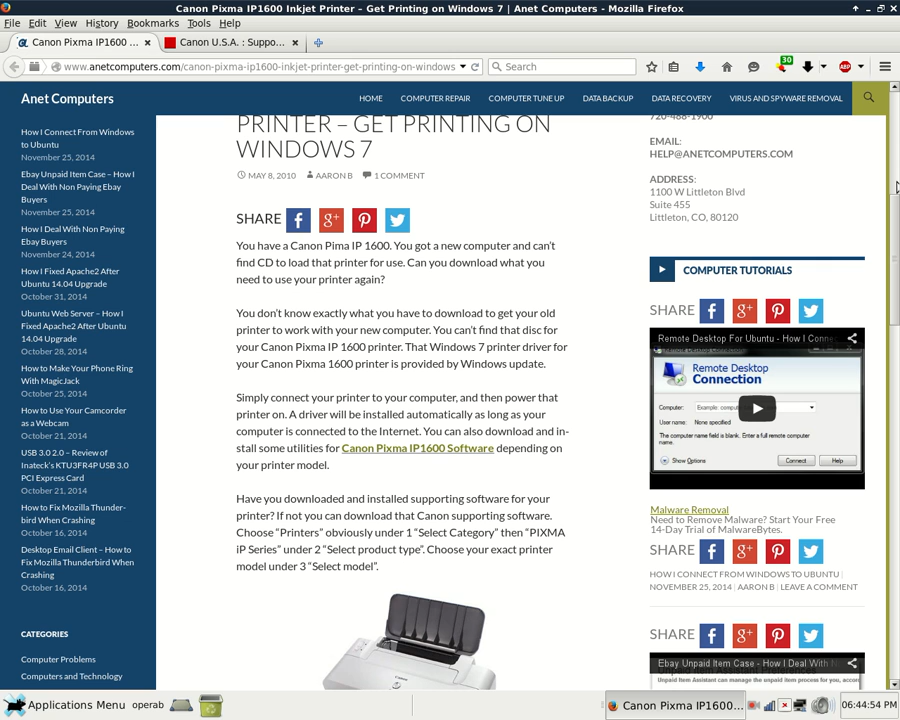 Canon Pixma IP1600 Inkjet Printer – Get Printing on Windows 7 | Anet Computers - Mozilla Firefox
File Edit View History Bookmarks Tools Help
Canon Pixma IP1600 ...
Canon U.S.A. : Suppo...
www.anetcomputers.com/canon-pixma-ip1600-inkjet-printer-get-printing-on-windows
Search
30
ABP
Anet Computers
HOME COMPUTER REPAIR COMPUTER TUNE UP DATA BACKUP DATA RECOVERY VIRUS AND SPYWARE REMOVAL
How I Connect From Windows
to Ubuntu
November 25, 2014
Ebay Unpaid Item Case – How I
Deal With Non Paying Ebay
Buyers
November 25, 2014
How I Deal With Non Paying
Ebay Buyers
November 24, 2014
How I Fixed Apache2 After
Ubuntu 14.04 Upgrade
October 31, 2014
Ubuntu Web Server – How I
Fixed Apache2 After Ubuntu
14.04 Upgrade
October 28, 2014
How to Make Your Phone Ring
With MagicJack
October 25, 2014
How to Use Your Camcorder
as a Webcam
October 21, 2014
USB 3.0 2.0 – Review of
Inateck's KTU3FR4P USB 3.0
PCI Express Card
October 21, 2014
How to Fix Mozilla Thunder-
bird When Crashing
October 16, 2014
Desktop Email Client – How to
Fix Mozilla Thunderbird When
Crashing
October 16, 2014
CATEGORIES
Computer Problems
Computers and Technology
PRINTER – GET PRINTING ON
WINDOWS 7
MAY 8, 2010 AARON B 1 COMMENT
SHARE
You have a Canon Pima IP 1600. You got a new computer and can't
find CD to load that printer for use. Can you download what you
need to use your printer again?
You don't know exactly what you have to download to get your old
printer to work with your new computer. You can't find that disc for
your Canon Pixma IP 1600 printer. That Windows 7 printer driver for
your Canon Pixma 1600 printer is provided by Windows update.
Simply connect your printer to your computer, and then power that
printer on. A driver will be installed automatically as long as your
computer is connected to the Internet. You can also download and in-
stall some utilities for Canon Pixma IP1600 Software depending on
your printer model.
Have you downloaded and installed supporting software for your
printer? If not you can download that Canon supporting software.
Choose “Printers” obviously under 1 “Select Category” then “PIXMA
iP Series” under 2 “Select product type”. Choose your exact printer
model under 3 “Select model”.
720-488-1900
EMAIL:
HELP@ANETCOMPUTERS.COM
ADDRESS:
1100 W Littleton Blvd
Suite 455
Littleton, CO, 80120
COMPUTER TUTORIALS
SHARE
Remote Desktop For Ubuntu - How I Conne...
Remote Desktop
Connection
Computer: Example: computer
User name: None specified
The computer name field is blank. Enter a full remote computer
name.
Show Options Connect Help
Malware Removal
Need to Remove Malware? Start Your Free
14-Day Trial of MalwareBytes.
SHARE
HOW I CONNECT FROM WINDOWS TO UBUNTU
NOVEMBER 25, 2014 AARON B LEAVE A COMMENT
SHARE
Ebay Unpaid Item Case - How I Deal With N
Item Assistant can manage the unpaid item process for you,
Applications Menu operab
Canon Pixma IP1600...
06:44:54 PM